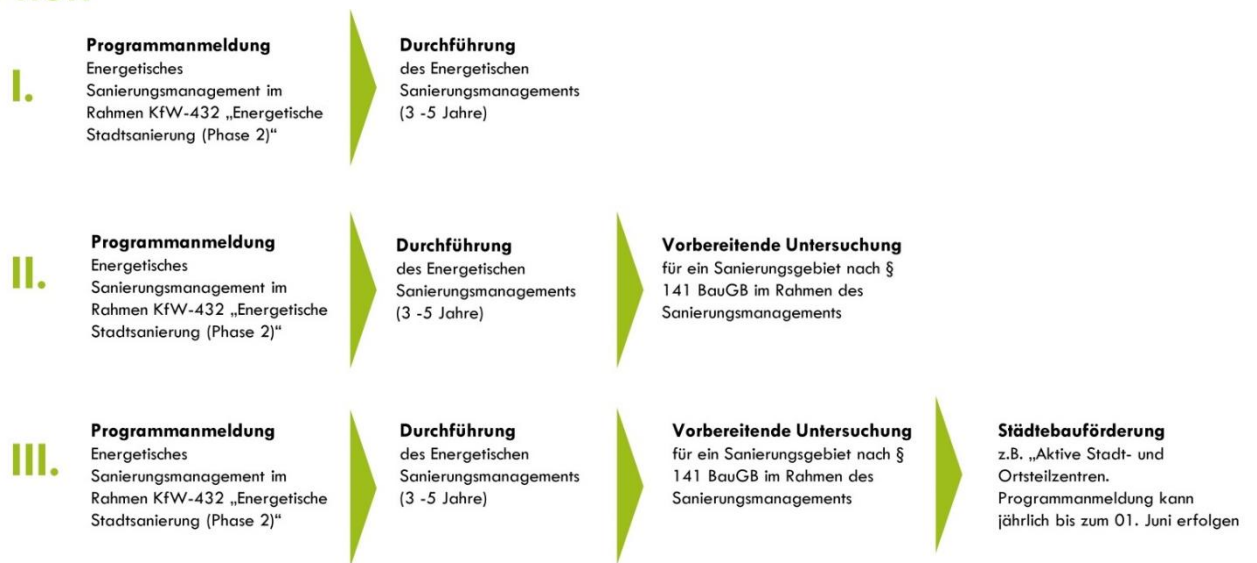 I.
Programmanmeldung
Energetisches
Sanierungsmanagement im
Rahmen KfW-432 „Energetische
Stadtsanierung (Phase 2)“
Durchführung
des Energetischen
Sanierungsmanagements
(3 -5 Jahre)
II.
Programmanmeldung
Energetisches
Sanierungsmanagement im
Rahmen KfW-432 „Energetische
Stadtsanierung (Phase 2)“
Durchführung
des Energetischen
Sanierungsmanagements
(3 -5 Jahre)
Vorbereitende Untersuchung
für ein Sanierungsgebiet nach §
141 BauGB im Rahmen des
Sanierungsmanagements
III.
Programmanmeldung
Energetisches
Sanierungsmanagement im
Rahmen KfW-432 „Energetische
Stadtsanierung (Phase 2)“
Durchführung
des Energetischen
Sanierungsmanagements
(3 -5 Jahre)
Vorbereitende Untersuchung
für ein Sanierungsgebiet nach §
141 BauGB im Rahmen des
Sanierungsmanagements
Städtebauförderung
z.B. „Aktive Stadt- und
Ortsteilzentren.
Programmanmeldung kann
jährlich bis zum 01. Juni erfolgen